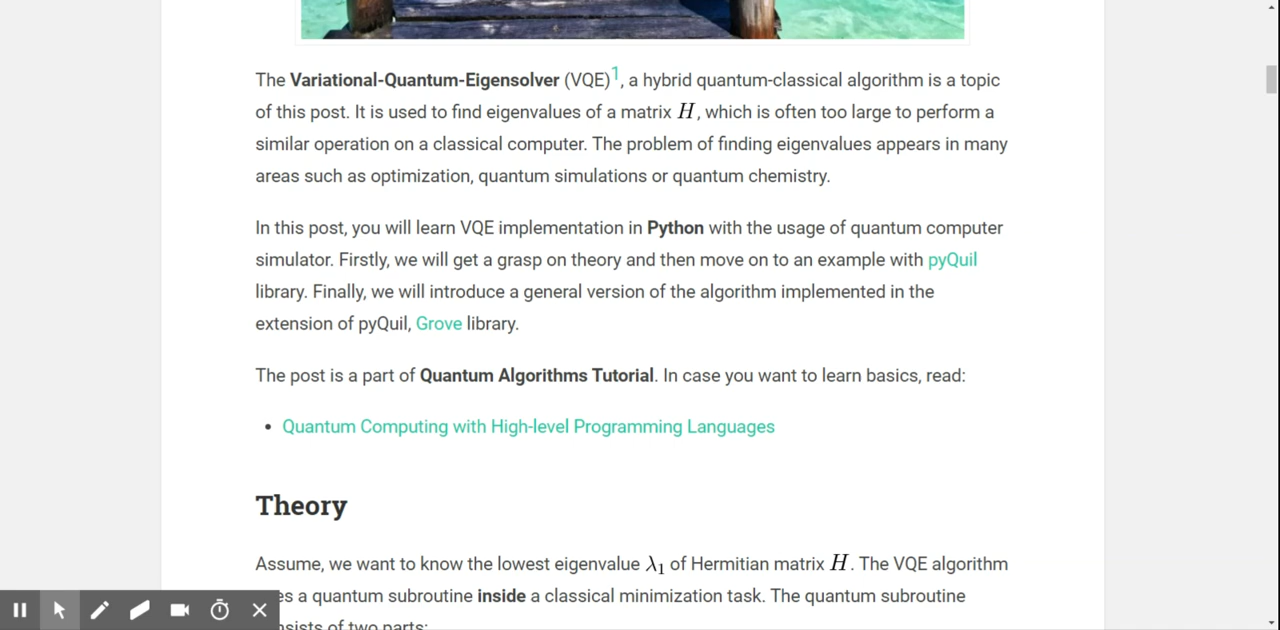 The Variational-Quantum-Eigensolver (VQE)1, a hybrid quantum-classical algorithm is a topic
of this post. It is used to find eigenvalues of a matrix H, which is often too large to perform a
similar operation on a classical computer. The problem of finding eigenvalues appears in many
areas such as optimization, quantum simulations or quantum chemistry.
In this post, you will learn VQE implementation in Python with the usage of quantum computer
simulator. Firstly, we will get a grasp on theory and then move on to an example with pyQuil
library. Finally, we will introduce a general version of the algorithm implemented in the
extension of pyQuil, Grove library.
The post is a part of Quantum Algorithms Tutorial. In case you want to learn basics, read:
• Quantum Computing with High-level Programming Languages
Theory
Assume, we want to know the lowest eigenvalue λ1 of Hermitian matrix H. The VQE algorithm
a quantum subroutine inside a classical minimization task. The quantum subroutine
of two parts: